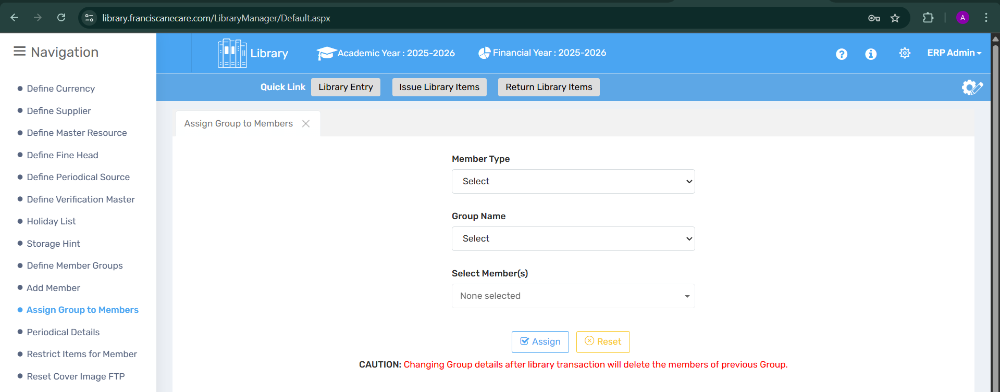 library.franciscanecare.com/LibraryManager/Default.aspx
A
Navigation
Library
Academic Year : 2025-2026
Financial Year : 2025-2026
ERP Admin
Quick Link
Library Entry
Issue Library Items
Return Library Items
Define Currency
Define Supplier
Define Master Resource
Define Fine Head
Define Periodical Source
Define Verification Master
Holiday List
Storage Hint
Define Member Groups
Add Member
Assign Group to Members
Periodical Details
Restrict Items for Member
Reset Cover Image FTP
Assign Group to Members
Member Type
Select
Group Name
Select
Select Member(s)
None selected
Assign
Reset
CAUTION: Changing Group details after library transaction will delete the members of previous Group.